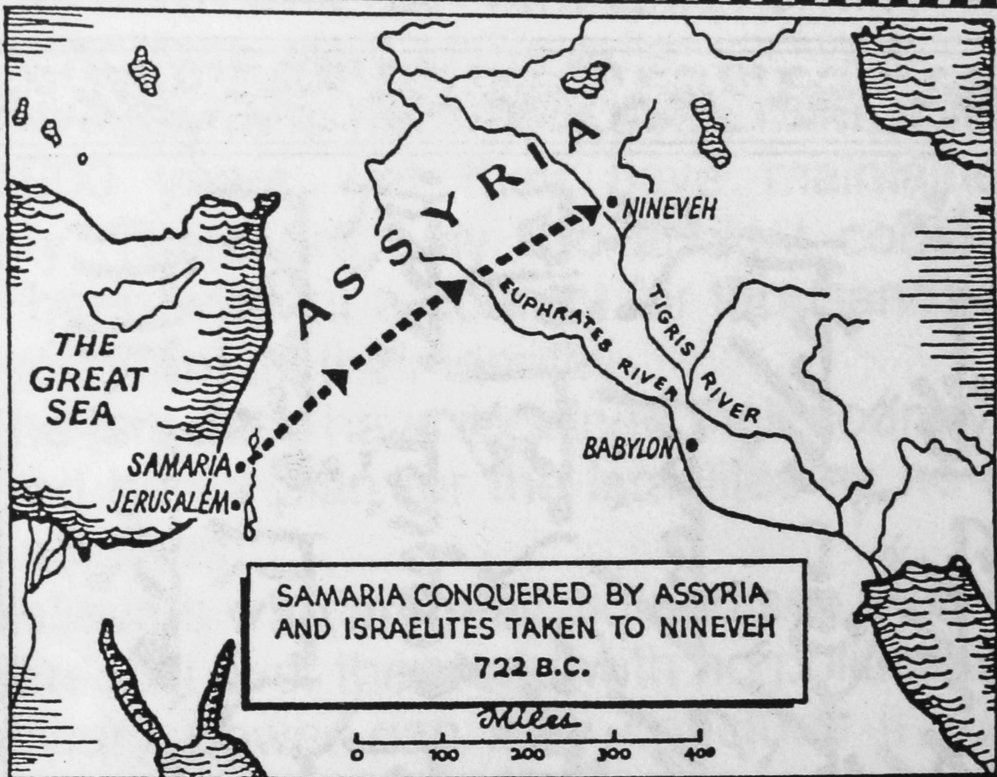 ASSYRIA
NINEVEH
EUPHRATES RIVER
TIGRIS RIVER
THE
GREAT
SEA
SAMARIA
JERUSALEM
BABYLON
SAMARIA CONQUERED BY ASSYRIA
AND ISRAELITES TAKEN TO NINEVEH
722 B.C.
Miles
0 100 200 300 400